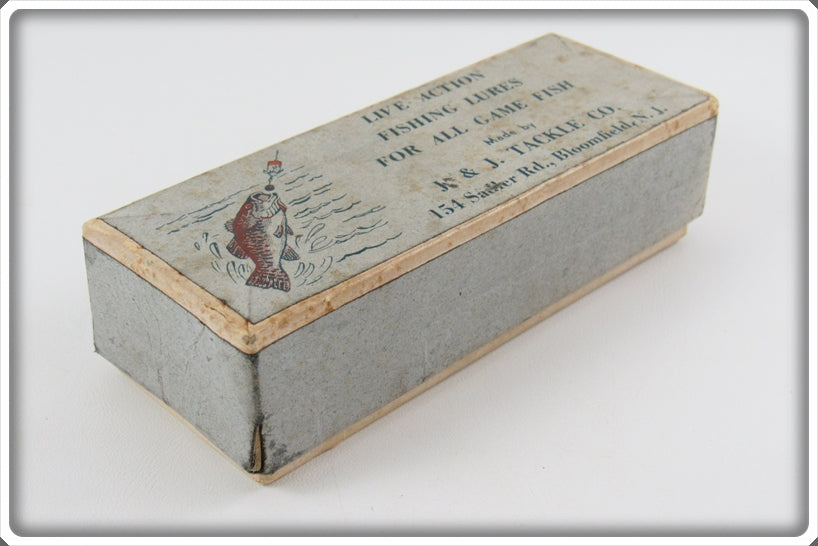 LIVE ACTION
FISHING LURES
FOR ALL GAME FISH
Made by
K & J. TACKLE CO.
154 Rd., Bloomfield, N. J.